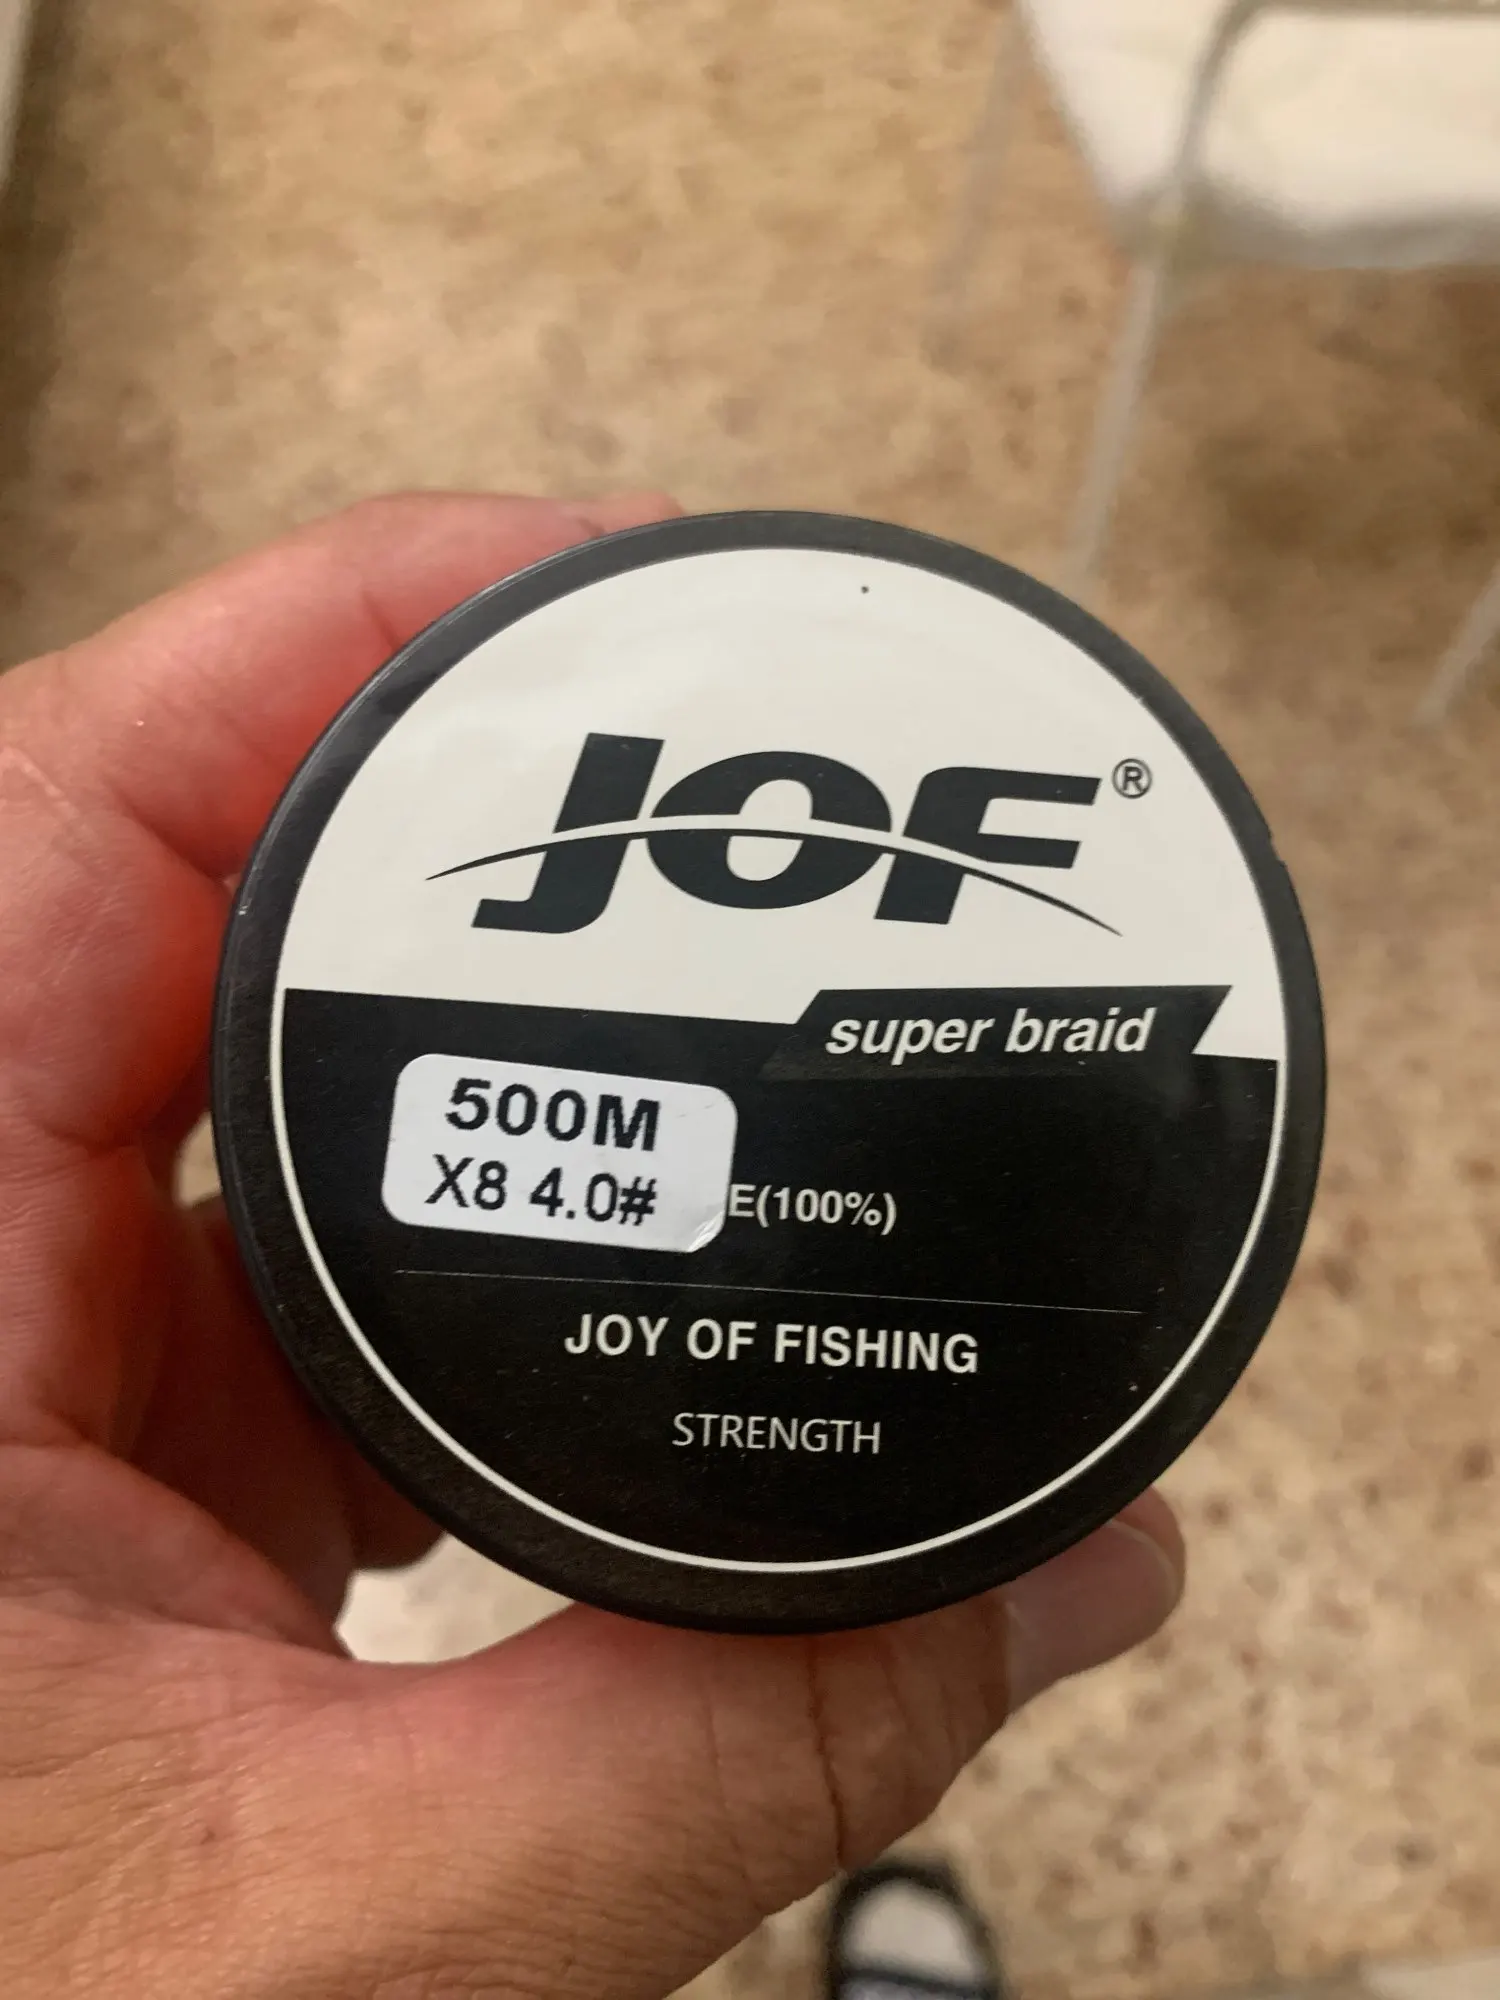 JOF®
super braid
500M
X8 4.0#
E(100%)
JOY OF FISHING
STRENGTH